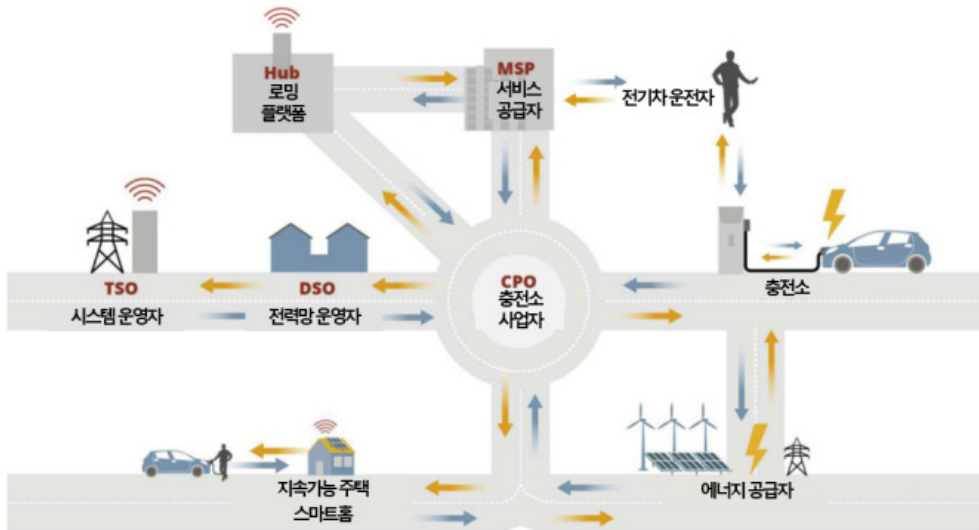 Hub
로밍
플랫폼
MSP
서비스
공급자
전기차 운전자
TSO
시스템 운영자
DSO
전력망 운영자
CPO
충전소
사업자
충전소
지속가능 주택
스마트홈
에너지 공급자